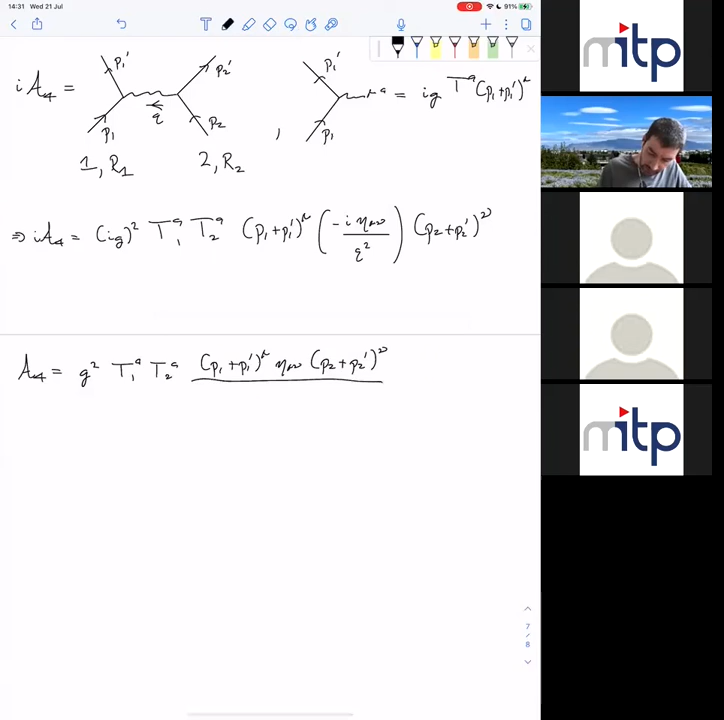 14:31 Wed 21 Jul
91%
T
iA₄ = p₁' p₂' q p₁ p₂ , p₁' a p₁ = ig Tᵃ (p₁+p₁')^μ
1, R₁ 2, R₂
⇒ iA₄ = (ig)² T₁ᵃ T₂ᵃ (p₁+p₁')^μ (-i η_μν / q²) (p₂+p₂')^ν
A₄ = g² T₁ᵃ T₂ᵃ (p₁+p₁')^μ η_μν (p₂+p₂')^ν
7
/
8
mitp
mitp